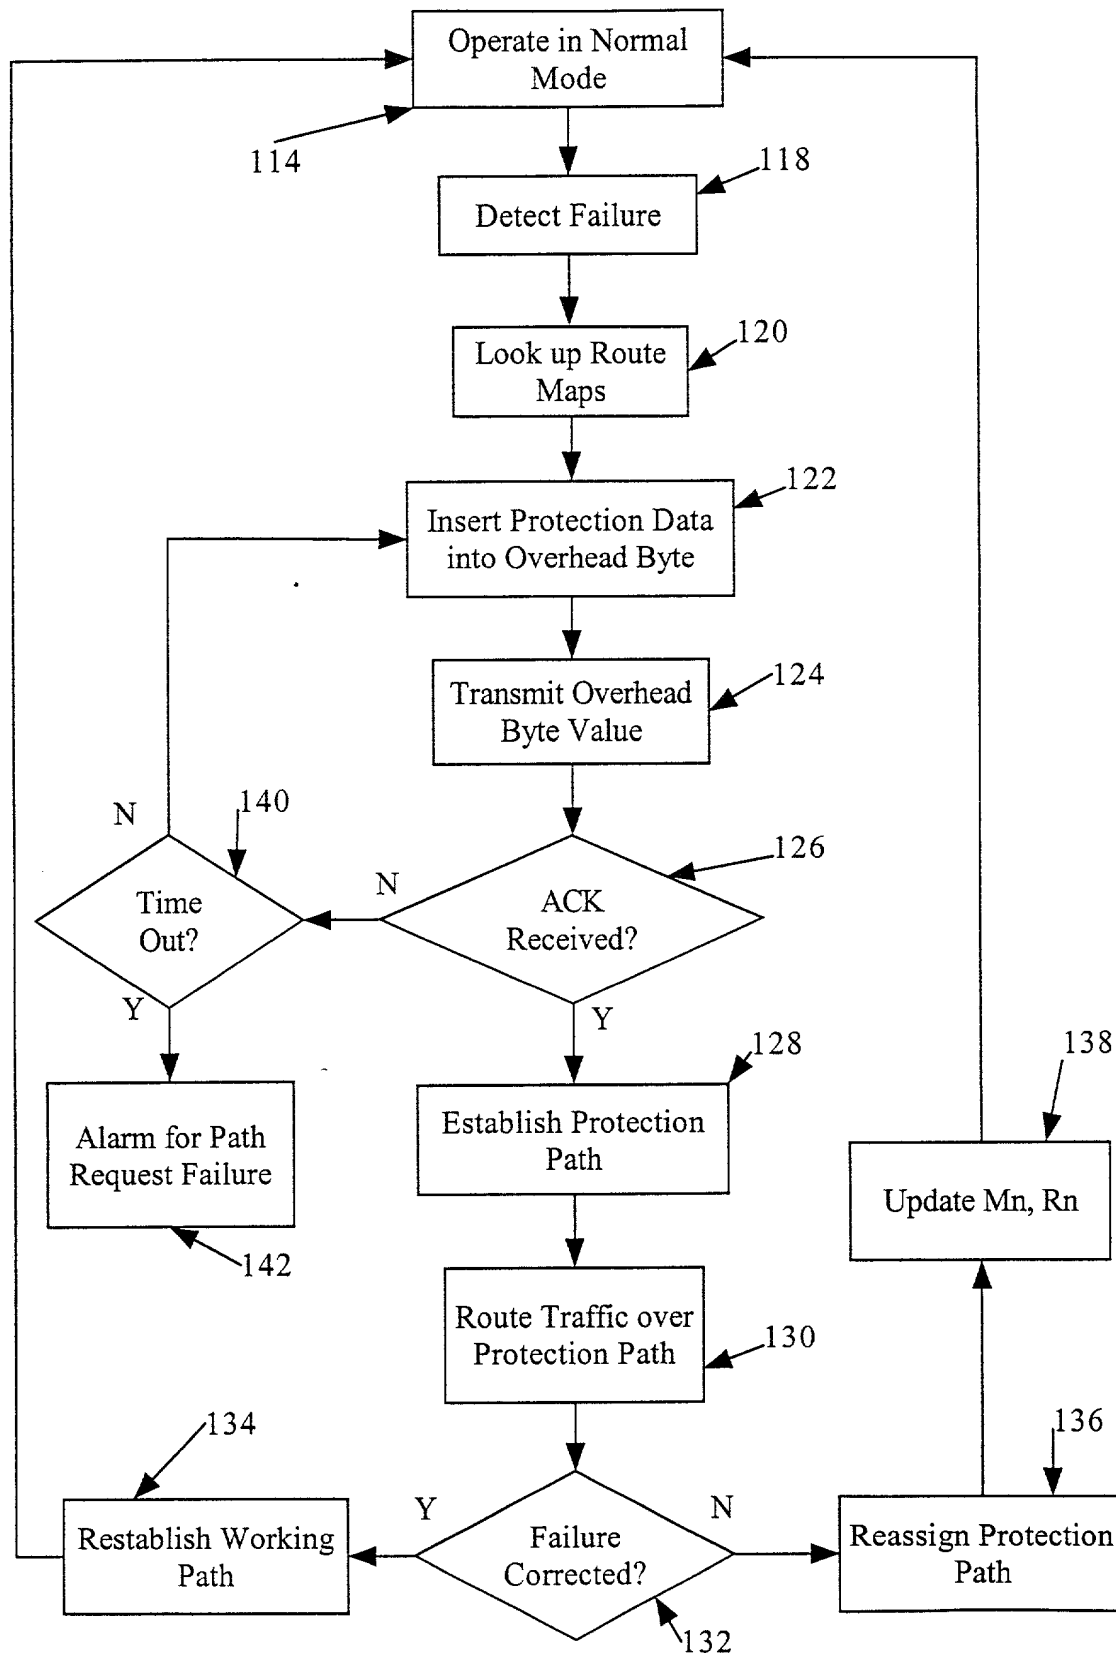 Operate in Normal
Mode
114
118
Detect Failure
120
Look up Route
Maps
122
Insert Protection Data
into Overhead Byte
124
Transmit Overhead
Byte Value
N
140
126
N
Time
Out?
ACK
Received?
Y
Y
128
138
Alarm for Path
Request Failure
Establish Protection
Path
Update Mn, Rn
142
Route Traffic over
Protection Path
130
134
136
Y
N
Restablish Working
Path
Failure
Corrected?
Reassign Protection
Path
132